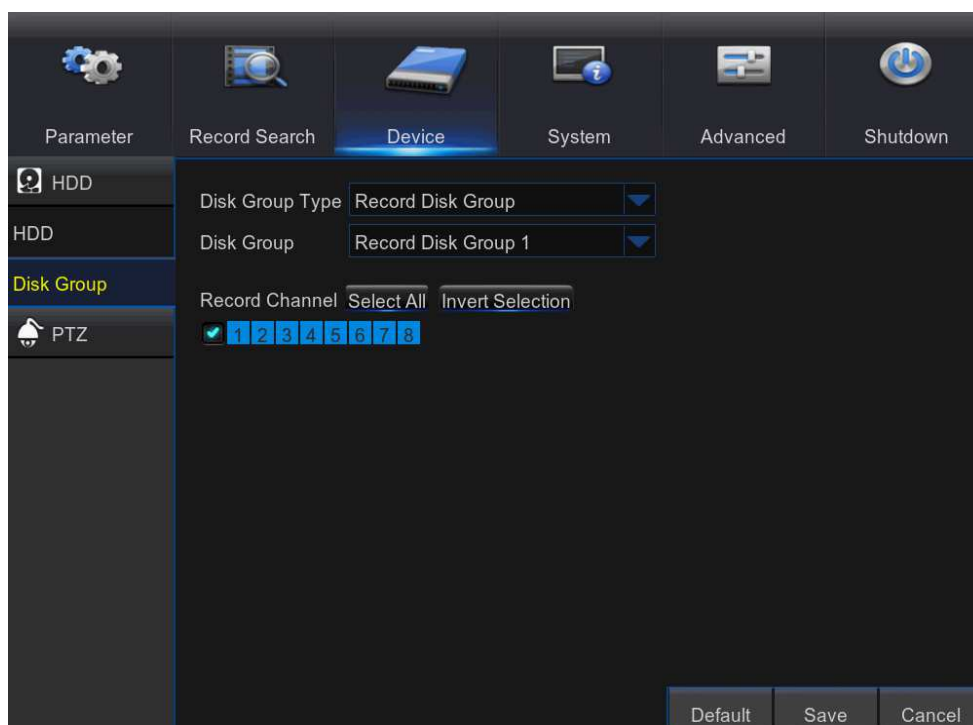 Parameter Record Search Device System Advanced Shutdown
HDD
HDD
Disk Group
PTZ
Disk Group Type Record Disk Group
Disk Group Record Disk Group 1
Record Channel Select All Invert Selection
1 2 3 4 5 6 7 8
Default Save Cancel